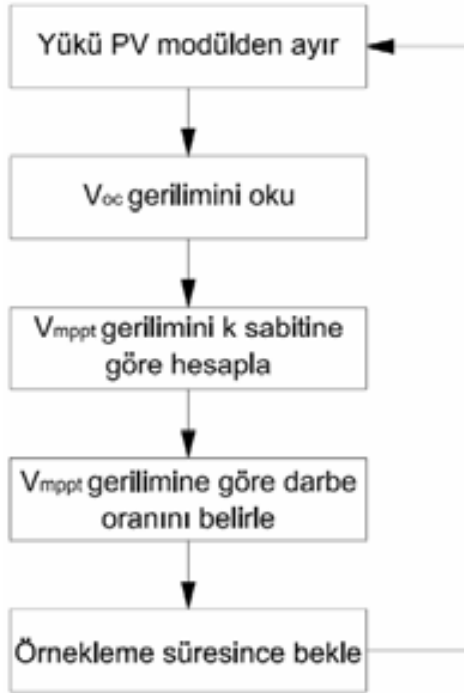 Yükü PV modülden ayır
Voc gerilimini oku
Vmppt gerilimini k sabitine
göre hesapla
Vmppt gerilimine göre darbe
oranını belirle
Örnekleme süresince bekle